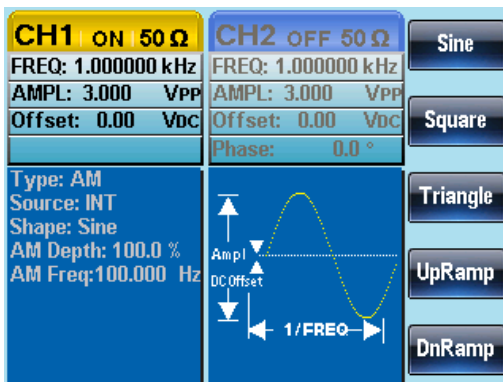 CH1 ON 50 Ω
FREQ: 1.000000 kHz
AMPL: 3.000 VPP
Offset: 0.00 VDC
CH2 OFF 50 Ω
FREQ: 1.000000 kHz
AMPL: 3.000 VPP
Offset: 0.00 VDC
Phase: 0.0 °
Type: AM
Source: INT
Shape: Sine
AM Depth: 100.0 %
AM Freq:100.000 Hz
Ampl
DC Offset
1/FREQ
Sine
Square
Triangle
UpRamp
DnRamp